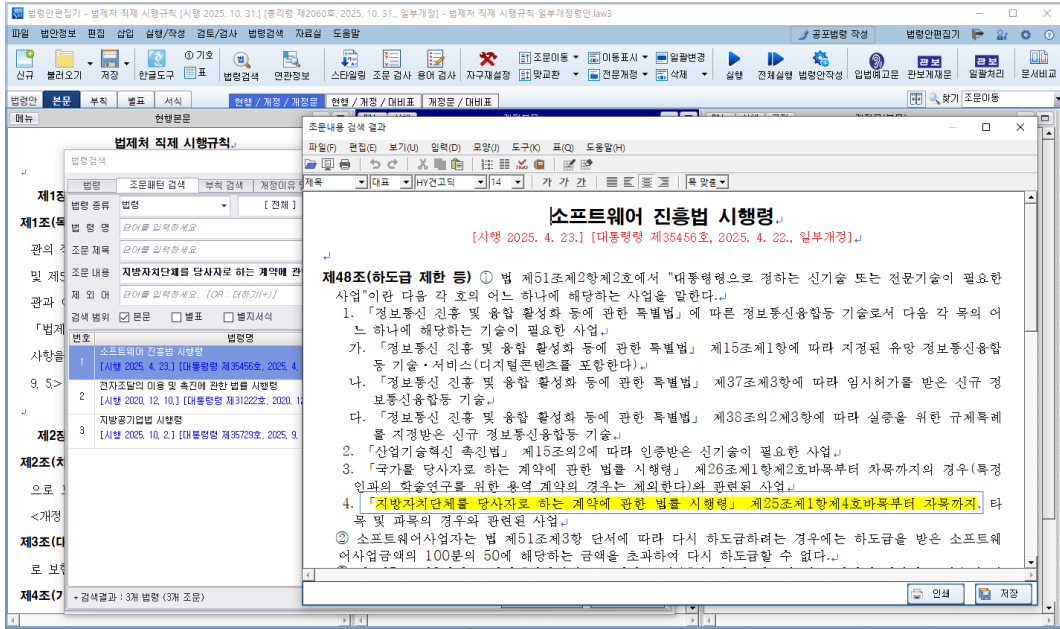 법령안편집기 - 법제처 직제 시행규칙 [시행 2025. 10. 31.] [총리령 제2060호, 2025. 10. 31., 일부개정] - 법제처 직제 시행규칙 일부개정령안.law3
파일 법안정보 편집 삽입 실행/작성 검토/검사 법령검색 자료실 도움말 공포법령 작성 법령안편집기
신규 불러오기 저장 한글도구 ①기호 표 법령검색 연관정보 스타일링 조문 검사 용어 검사 자구재설정 조문이동 이동표시 일괄변경 맞교환 전문개정 삭제 실행 전체실행 법령안작성 입법예고문 관보 관보게재문 관보 일괄처리 문서비교
법령안 본문 부칙 별표 서식 현행 / 개정 / 개정문 현행 / 개정 / 대비표 개정문 / 대비표 찾기 조문이동
메뉴 현행본문
법제처 직제 시행규칙
제1장
제1조(목
관의
및 제5
관과
「법제
사항을
9. 5.>
제2장
제2조(
으로
<개정
제3조(
로 보
제4조(
법령검색
법령 조문패턴 검색 부칙 검색 개정이유
법령 종류 법령 [ 전체 ]
법 령 명 단어를 입력하세요
조문 제목 단어를 입력하세요
조문 내용 지방자치단체를 당사자로 하는 계약에 관
제 외 어 단어를 입력하세요. [OR : 더하기(+)]
검색 범위 본문 별표 별지서식
번호 법령명
1 소프트웨어 진흥법 시행령
[시행 2025. 4. 23.] [대통령령 제35456호, 2025. 4.
2 전자조달의 이용 및 촉진에 관한 법률 시행령
[시행 2020. 12. 10.] [대통령령 제31222호, 2020. 1
3 지방공기업법 시행령
[시행 2025. 10. 2.] [대통령령 제35729호, 2025. 9.
검색결과 : 3개 법령 (3개 조문)
조문내용 검색 결과
파일(F) 편집(E) 보기(U) 입력(D) 모양(J) 도구(K) 표(Q) 도움말(H)
제목 대표 HY견고딕 14 가 가 가 폭 맞춤
소프트웨어 진흥법 시행령
[시행 2025. 4. 23.] [대통령령 제35456호, 2025. 4. 22., 일부개정]
제48조(하도급 제한 등) ① 법 제51조제2항제2호에서 "대통령령으로 정하는 신기술 또는 전문기술이 필요한
사업"이란 다음 각 호의 어느 하나에 해당하는 사업을 말한다.
1. 「정보통신 진흥 및 융합 활성화 등에 관한 특별법」에 따른 정보통신융합등 기술로서 다음 각 목의 어
느 하나에 해당하는 기술이 필요한 사업
가. 「정보통신 진흥 및 융합 활성화 등에 관한 특별법」 제15조제1항에 따라 지정된 유망 정보통신융합
등 기술·서비스(디지털콘텐츠를 포함한다)
나. 「정보통신 진흥 및 융합 활성화 등에 관한 특별법」 제37조제3항에 따라 임시허가를 받은 신규 정
보통신융합등 기술
다. 「정보통신 진흥 및 융합 활성화 등에 관한 특별법」 제38조의2제3항에 따라 실증을 위한 규제특례
를 지정받은 신규 정보통신융합등 기술
2. 「산업기술혁신 촉진법」 제15조의2에 따라 인증받은 신기술이 필요한 사업
3. 「국가를 당사자로 하는 계약에 관한 법률 시행령」 제26조제1항제2호바목부터 차목까지의 경우(특정
인과의 학술연구를 위한 용역 계약의 경우는 제외한다)와 관련된 사업
4. 「지방자치단체를 당사자로 하는 계약에 관한 법률 시행령」 제25조제1항제4호바목부터 자목까지, 타
목 및 파목의 경우와 관련된 사업
② 소프트웨어사업자는 법 제51조제3항 단서에 따라 다시 하도급하려는 경우에는 하도급을 받은 소프트웨
어사업금액의 100분의 50에 해당하는 금액을 초과하여 다시 하도급할 수 없다.
인쇄 저장